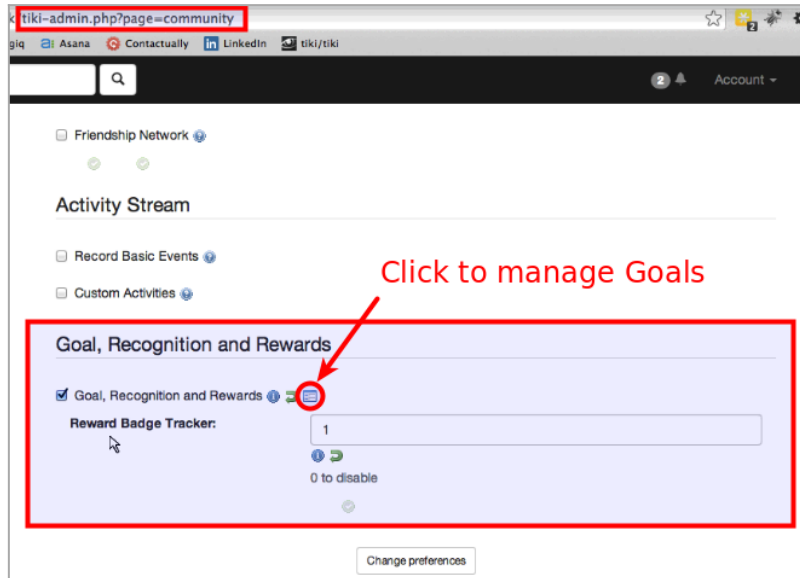 tiki-admin.php?page=community
2
giq Asana Contactually LinkedIn tiki/tiki
2 Account
Friendship Network
Activity Stream
Record Basic Events
Click to manage Goals
Custom Activities
Goal, Recognition and Rewards
Goal, Recognition and Rewards
Reward Badge Tracker:
1
0 to disable
Change preferences